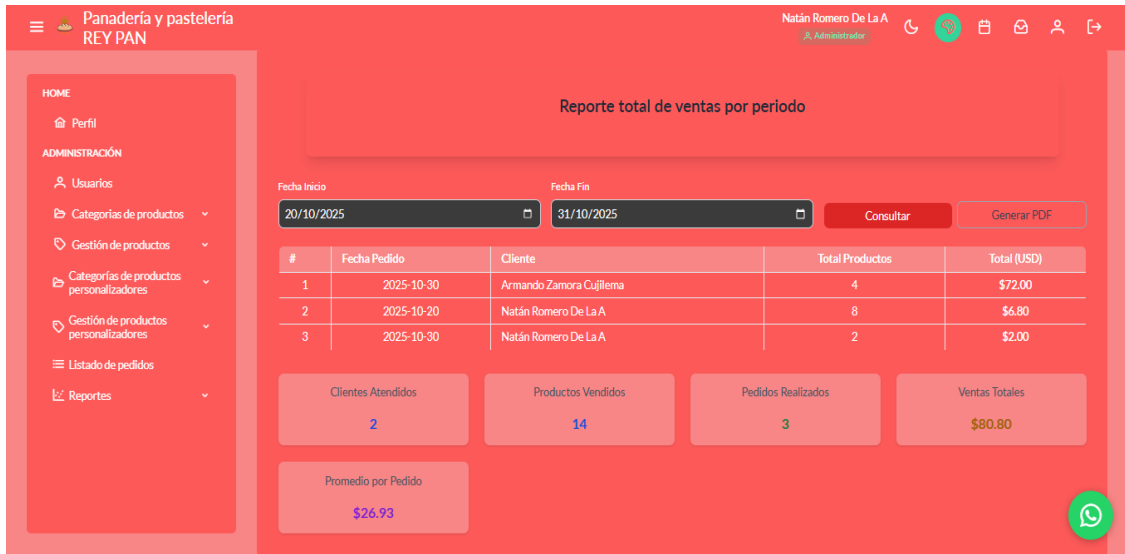 Panadería y pastelería
REY PAN
Natán Romero De La A
Administrador
HOME
Perfil
ADMINISTRACIÓN
Usuarios
Categorias de productos
Gestión de productos
Categorías de productos
personalizadores
Gestión de productos
personalizadores
Listado de pedidos
Reportes
Reporte total de ventas por periodo
Fecha Inicio Fecha Fin
20/10/2025 31/10/2025 Consultar Generar PDF
# Fecha Pedido Cliente Total Productos Total (USD)
1 2025-10-30 Armando Zamora Cujilema 4 $72.00
2 2025-10-20 Natán Romero De La A 8 $6.80
3 2025-10-30 Natán Romero De La A 2 $2.00
Clientes Atendidos Productos Vendidos Pedidos Realizados Ventas Totales
2 14 3 $80.80
Promedio por Pedido
$26.93